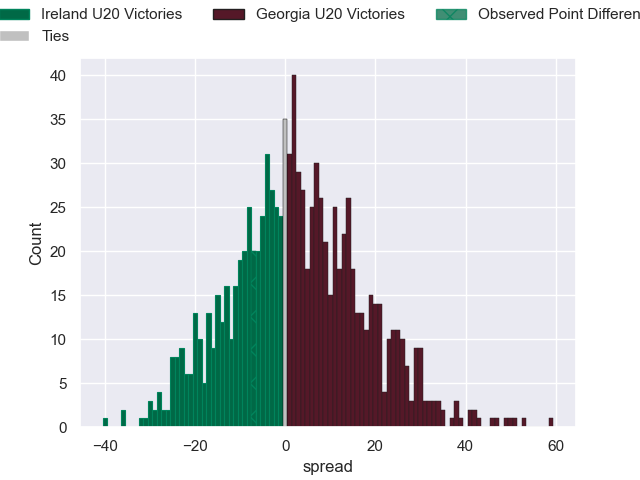 Ireland U20 Victories
Georgia U20 Victories
Observed Point Differen
Ties
40
35
30
25
20
15
10
5
0
Count
−40
−20
0
20
40
60
spread